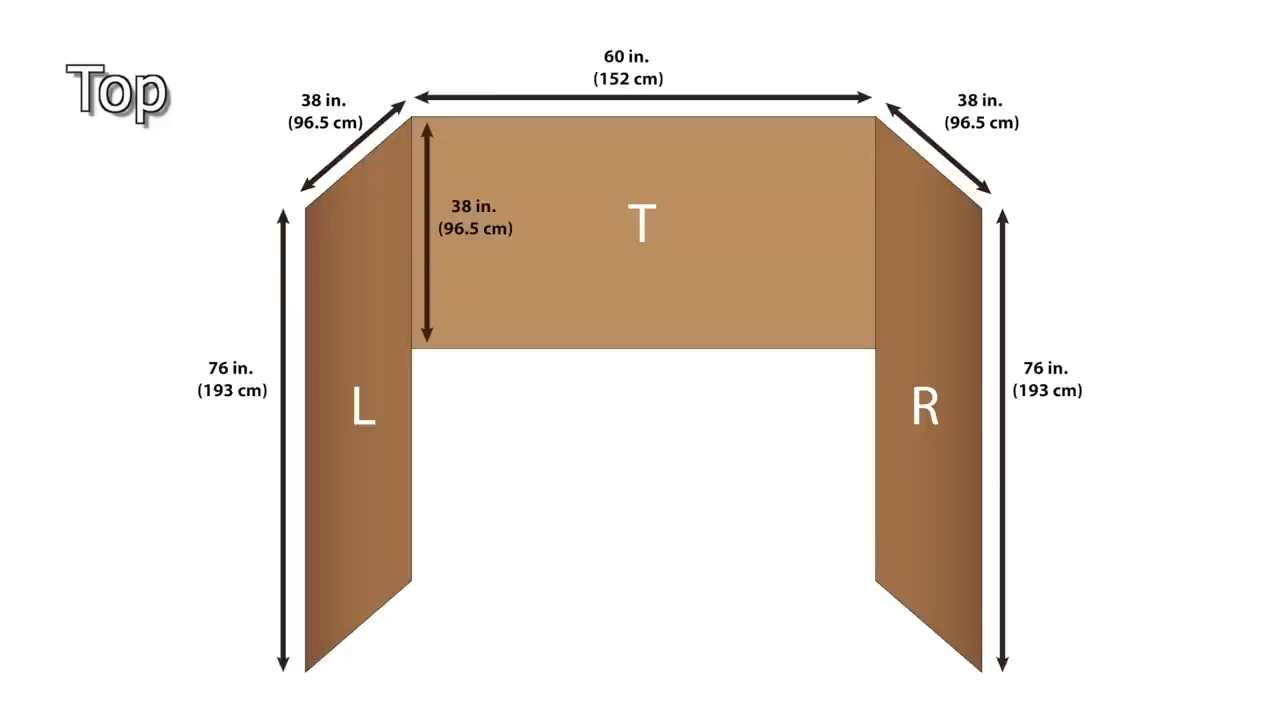 Top
60 in.
(152 cm)
38 in.
(96.5 cm)
38 in.
(96.5 cm)
38 in.
(96.5 cm)
T
76 in.
(193 cm)
L
R
76 in.
(193 cm)